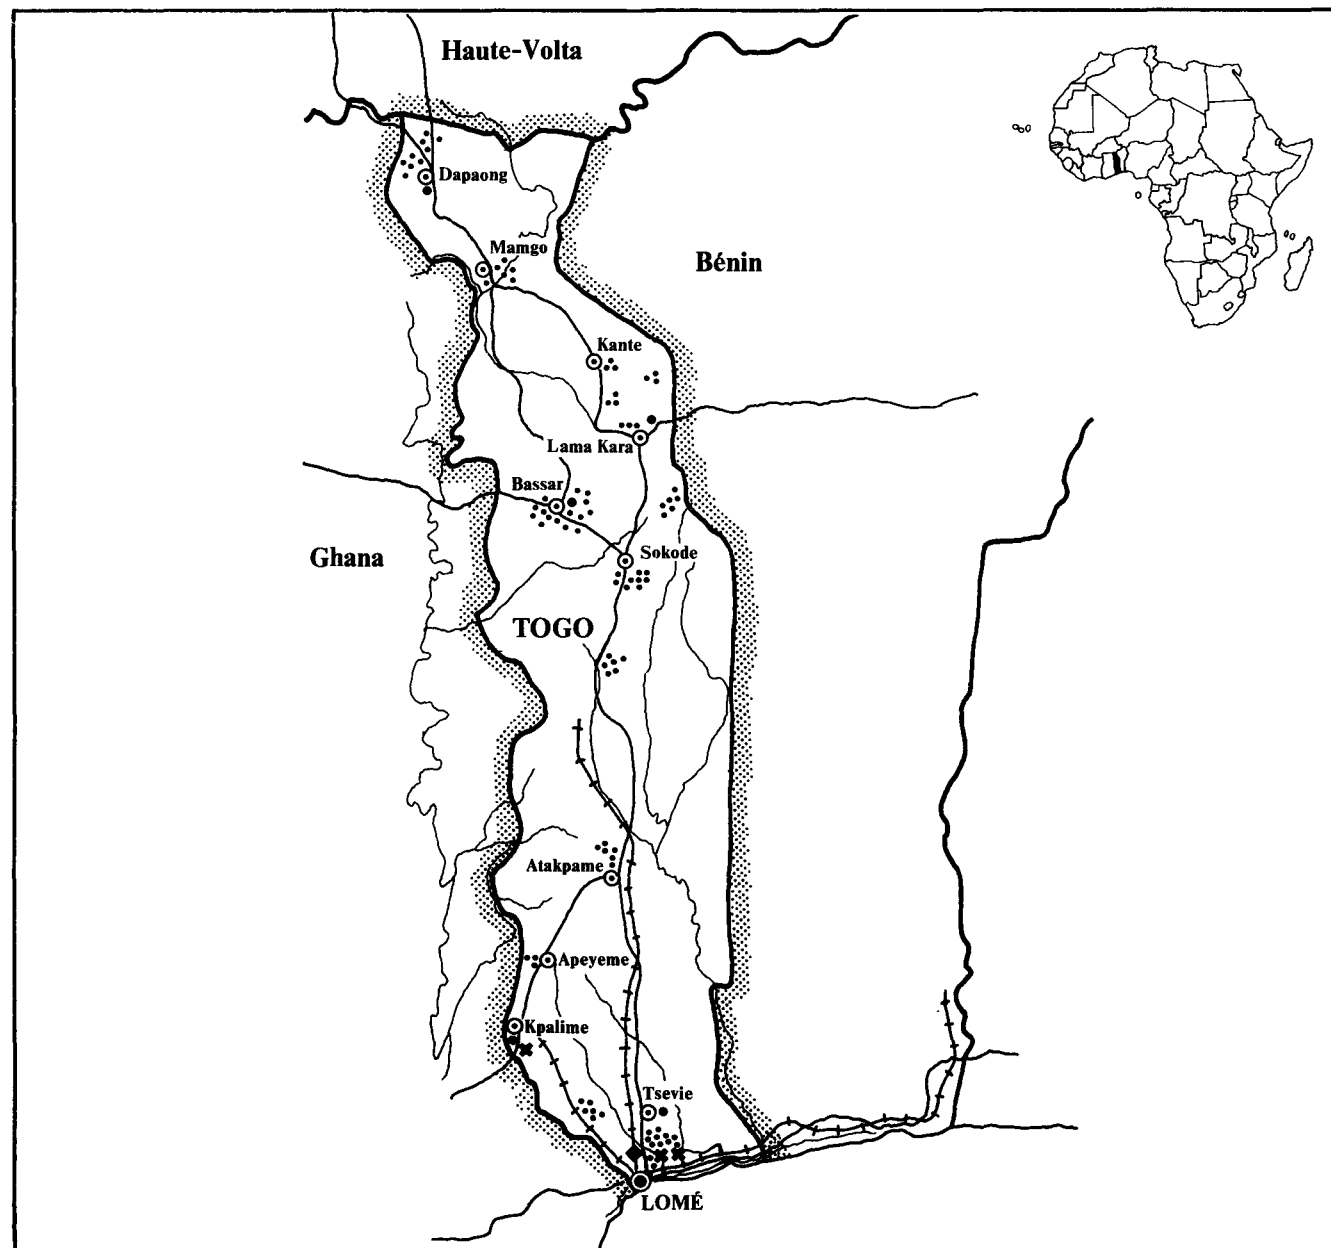 Haute-Volta
Dapaong
Mamgo
Bénin
Kante
Lama Kara
Bassar
Ghana
Sokode
TOGO
Atakpame
Apeyeme
Kpalime
Tsevie
LOMÉ